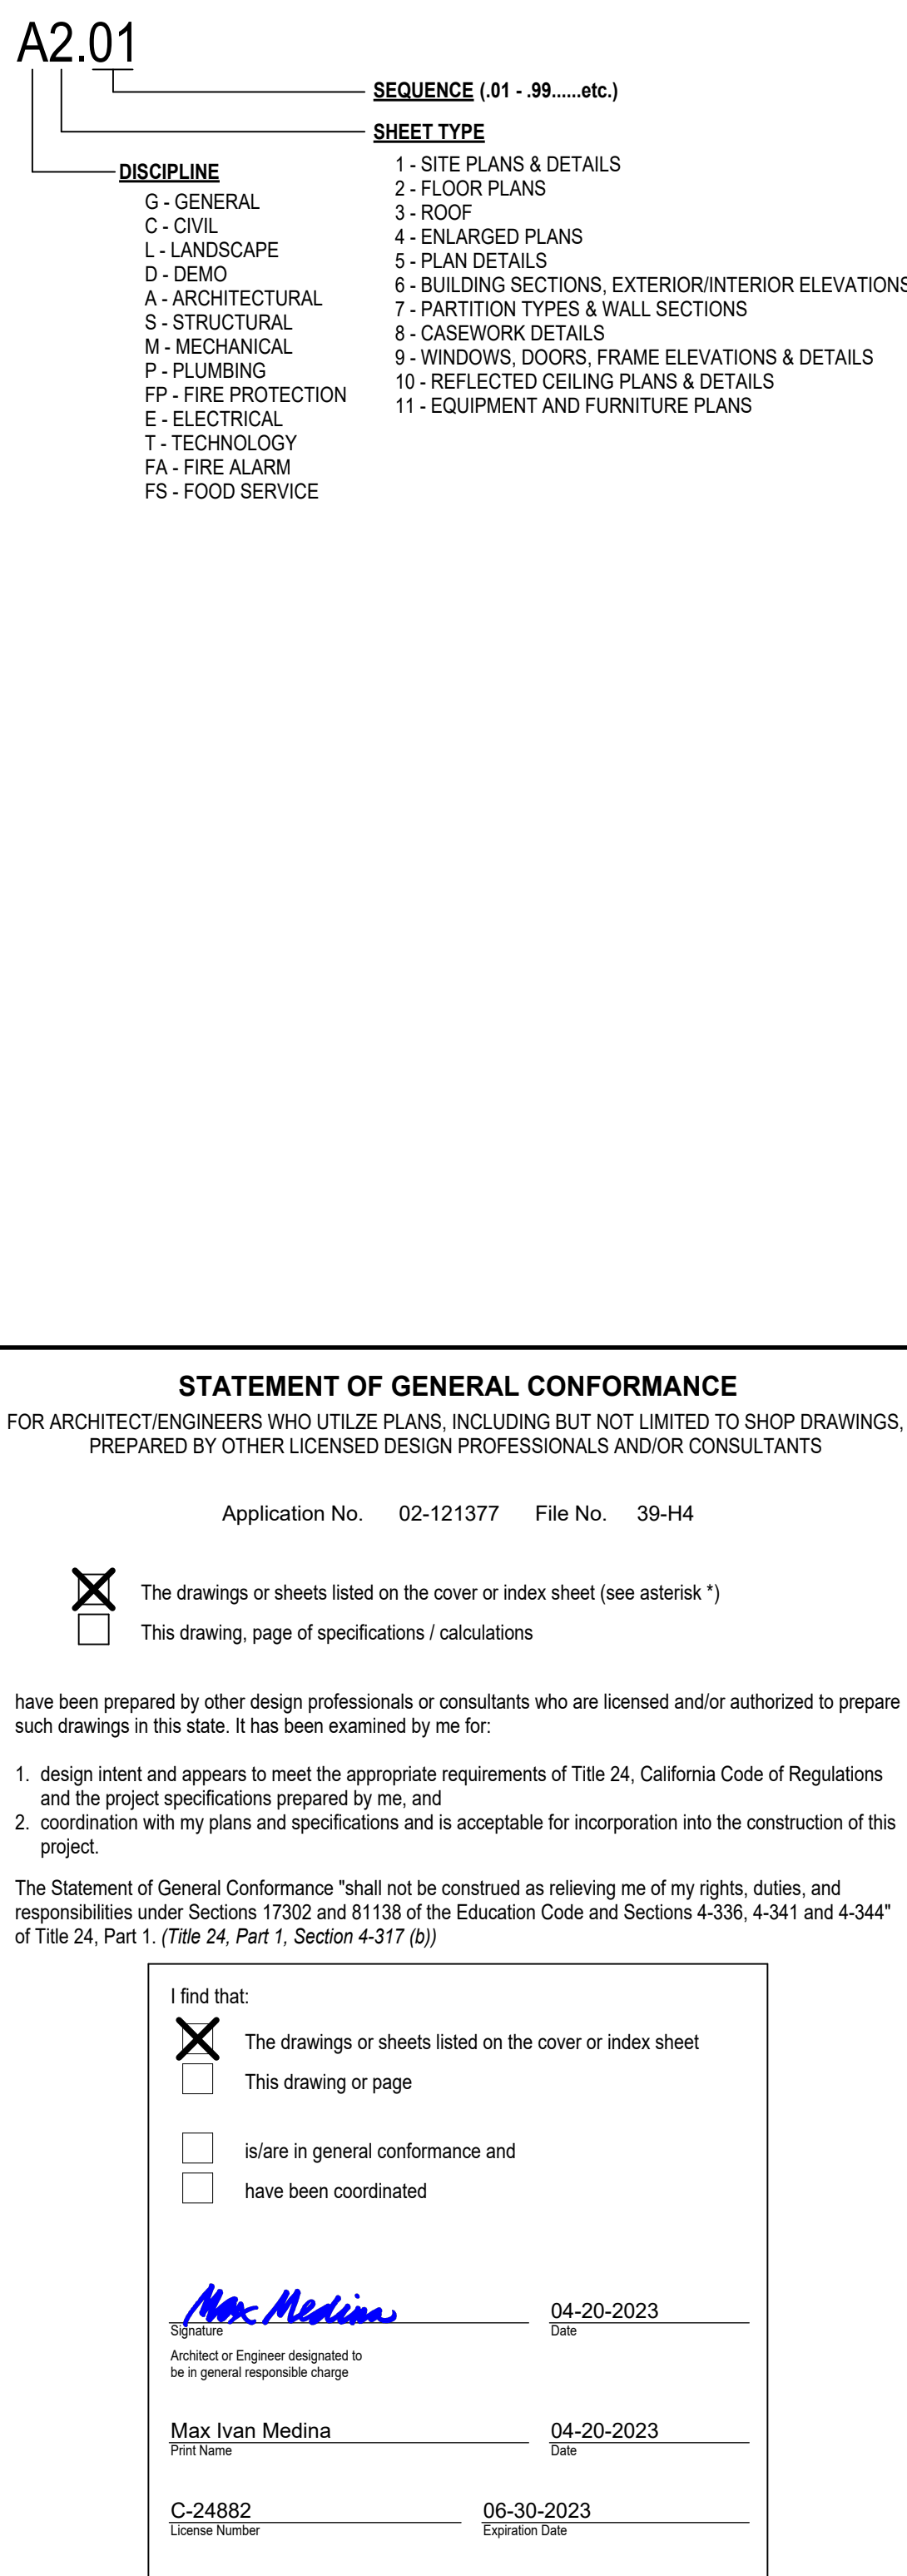 A2.01
SEQUENCE (.01 - .99......etc.)
SHEET TYPE
1 - SITE PLANS & DETAILS
2 - FLOOR PLANS
3 - ROOF
4 - ENLARGED PLANS
5 - PLAN DETAILS
6 - BUILDING SECTIONS, EXTERIOR/INTERIOR ELEVATIONS
7 - PARTITION TYPES & WALL SECTIONS
8 - CASEWORK DETAILS
9 - WINDOWS, DOORS, FRAME ELEVATIONS & DETAILS
10 - REFLECTED CEILING PLANS & DETAILS
11 - EQUIPMENT AND FURNITURE PLANS
DISCIPLINE
G - GENERAL
C - CIVIL
L - LANDSCAPE
D - DEMO
A - ARCHITECTURAL
S - STRUCTURAL
M - MECHANICAL
P - PLUMBING
FP - FIRE PROTECTION
E - ELECTRICAL
T - TECHNOLOGY
FA - FIRE ALARM
FS - FOOD SERVICE
STATEMENT OF GENERAL CONFORMANCE
FOR ARCHITECT/ENGINEERS WHO UTILZE PLANS, INCLUDING BUT NOT LIMITED TO SHOP DRAWINGS,
PREPARED BY OTHER LICENSED DESIGN PROFESSIONALS AND/OR CONSULTANTS
Application No. 02-121377 File No. 39-H4
The drawings or sheets listed on the cover or index sheet (see asterisk *)
This drawing, page of specifications / calculations
have been prepared by other design professionals or consultants who are licensed and/or authorized to prepare
such drawings in this state. It has been examined by me for:
1. design intent and appears to meet the appropriate requirements of Title 24, California Code of Regulations
and the project specifications prepared by me, and
2. coordination with my plans and specifications and is acceptable for incorporation into the construction of this
project.
The Statement of General Conformance "shall not be construed as relieving me of my rights, duties, and
responsibilities under Sections 17302 and 81138 of the Education Code and Sections 4-336, 4-341 and 4-344"
of Title 24, Part 1. (Title 24, Part 1, Section 4-317 (b))
I find that:
The drawings or sheets listed on the cover or index sheet
This drawing or page
is/are in general conformance and
have been coordinated
Max Medina 04-20-2023
Signature Date
Architect or Engineer designated to
be in general responsible charge
Max Ivan Medina 04-20-2023
Print Name Date
C-24882 06-30-2023
License Number Expiration Date